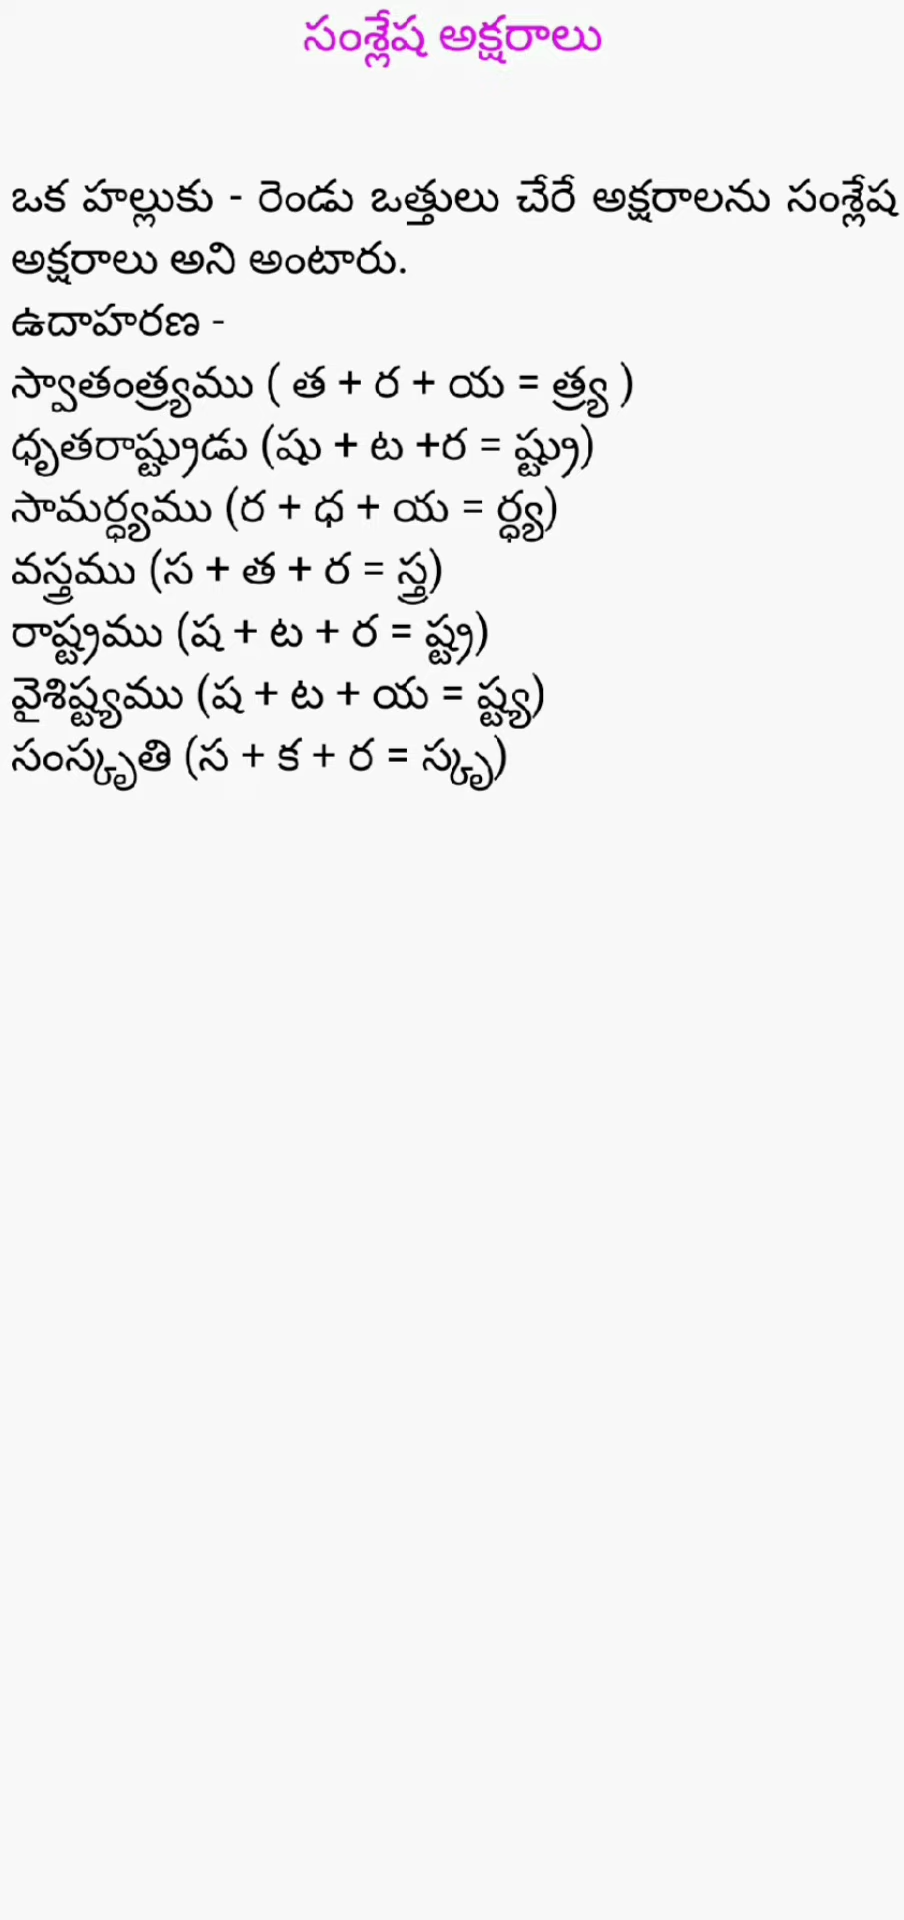 సంశ్లేష అక్షరాలు
ఒక హల్లుకు - రెండు ఒత్తులు చేరే అక్షరాలను సంశ్లేష
అక్షరాలు అని అంటారు.
ఉదాహరణ -
స్వాతంత్ర్యము ( త + ర + య = త్ర్య )
ధృతరాష్ట్రుడు (షు + ట +ర = ష్ట్రు)
సామర్ధ్యము (ర + ధ + య = ర్ధ్య)
వస్త్రము (స + త + ర = స్త్ర)
రాష్ట్రము (ష + ట + ర = ష్ట్ర)
వైశిష్ట్యము (ష + ట + య = ష్ట్య)
సంస్కృతి (స + క + ర = స్కృ)